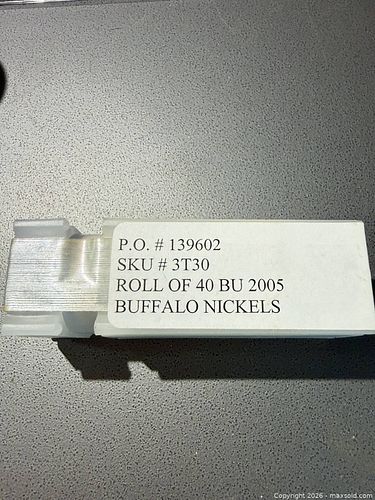 P.O. # 139602
SKU # 3T30
ROLL OF 40 BU 2005
BUFFALO NICKELS
Copyright 2026 - maxsold.com